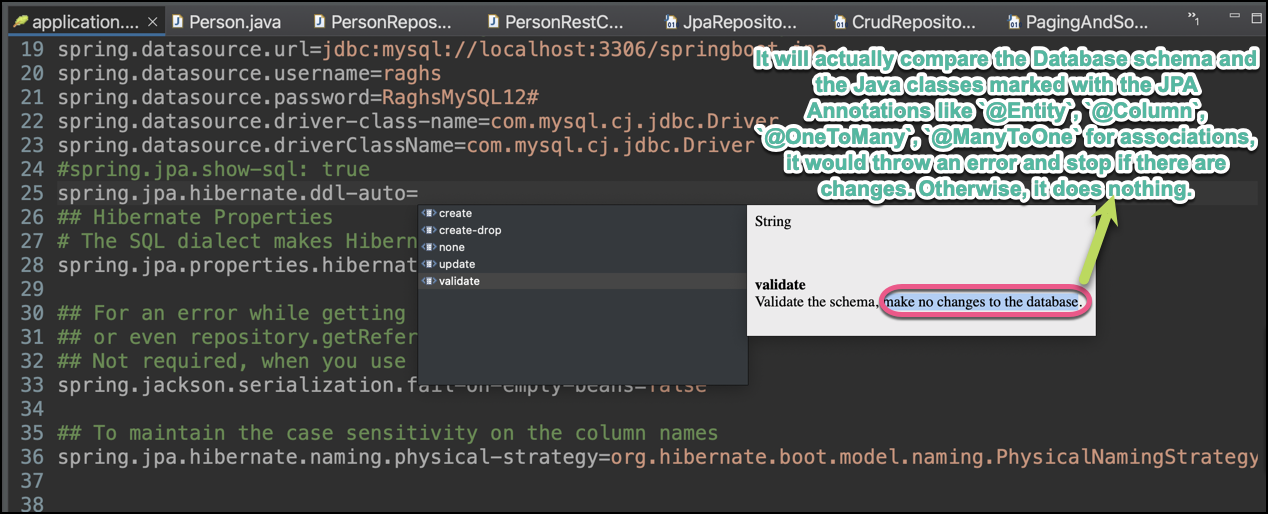 application.... Person.java PersonRepos... PersonRestC... JpaReposito... CrudReposito... PagingAndSo... »1
19 spring.datasource.url=jdbc:mysql://localhost:3306/springboot_jpa
20 spring.datasource.username=raghs
21 spring.datasource.password=RaghsMySQL12#
22 spring.datasource.driver-class-name=com.mysql.cj.jdbc.Driver
23 spring.datasource.driverClassName=com.mysql.cj.jdbc.Driver
24 #spring.jpa.show-sql: true
25 spring.jpa.hibernate.ddl-auto=
26 ## Hibernate Properties
27 # The SQL dialect makes Hibern
28 spring.jpa.properties.hibernat
29
30 ## For an error while getting
31 ## or even repository.getRefer
32 ## Not required, when you use
33 spring.jackson.serialization.fail-on-empty-beans=false
34
35 ## To maintain the case sensitivity on the column names
36 spring.jpa.hibernate.naming.physical-strategy=org.hibernate.boot.model.naming.PhysicalNamingStrategy
37
38
It will actually compare the Database schema and
the Java classes marked with the JPA
Annotations like `@Entity`, `@Column`,
`@OneToMany`, `@ManyToOne` for associations,
it would throw an error and stop if there are
changes. Otherwise, it does nothing.
create
create-drop
none
update
validate
String
validate
Validate the schema, make no changes to the database.